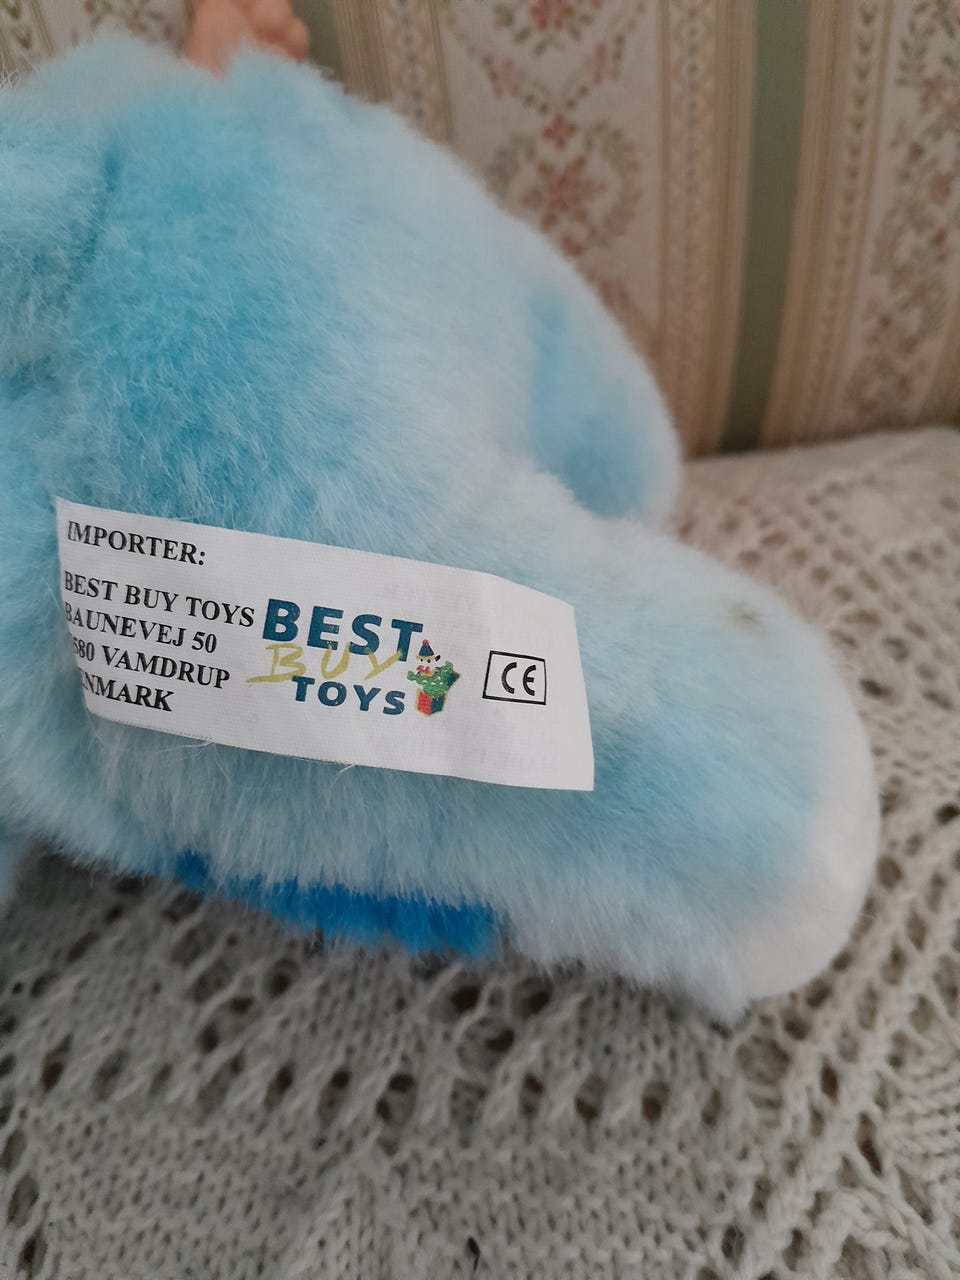 IMPORTER:
BEST BUY TOYS
BAUNEVEJ 50
580 VAMDRUP
ENMARK
BEST
BUY
TOYS
CE